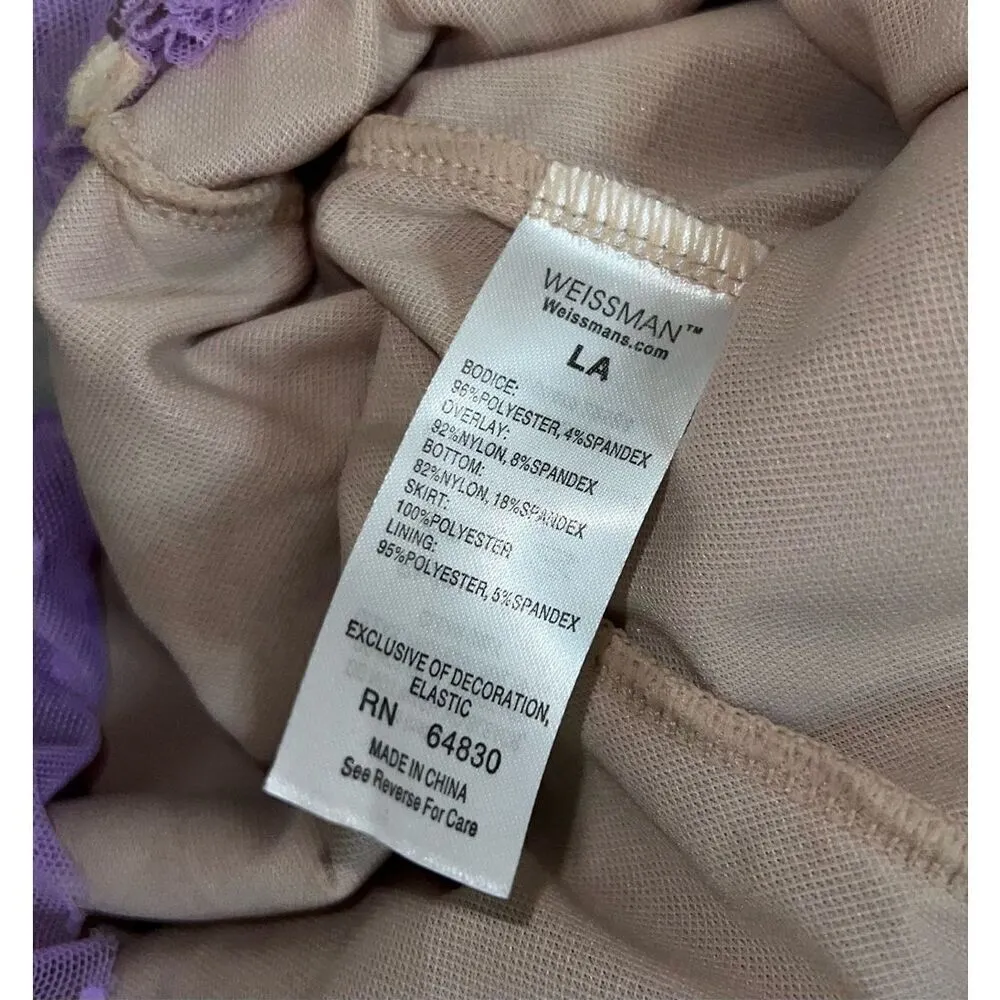 WEISSMAN™
Weissmans.com
LA
BODICE:
96%POLYESTER, 4%SPANDEX
OVERLAY:
92%NYLON, 8%SPANDEX
BOTTOM:
82%NYLON, 18%SPANDEX
SKIRT:
100%POLYESTER
LINING:
95%POLYESTER, 5%SPANDEX
EXCLUSIVE OF DECORATION,
ELASTIC
RN 64830
MADE IN CHINA
See Reverse For Care